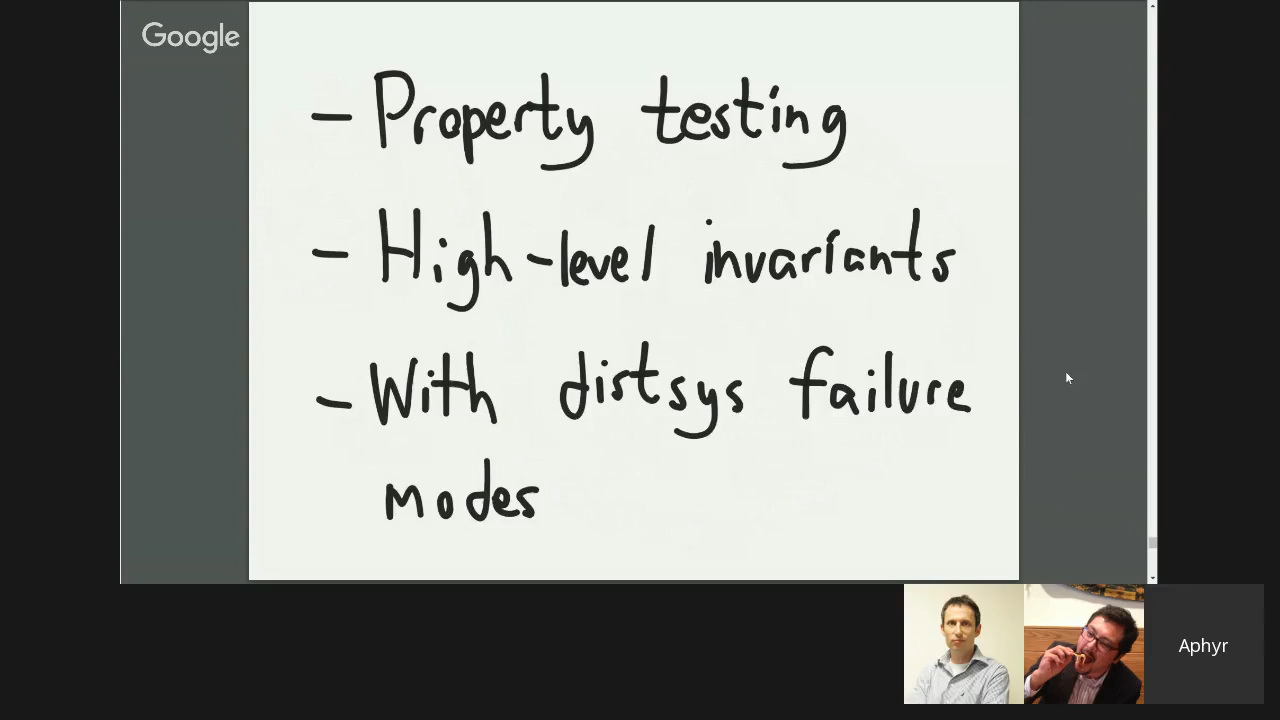 Google
- Property testing
- High-level invariants
- With distsys failure
modes
Aphyr